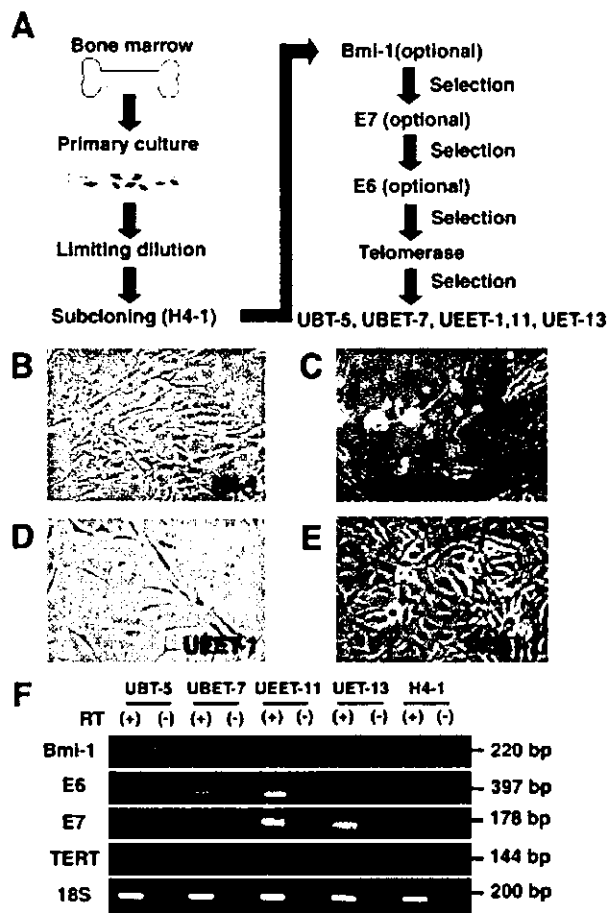 A
Bone marrow
Primary culture
Limiting dilution
Subcloning (H4-1)
Bmi-1(optional)
Selection
E7 (optional)
Selection
E6 (optional)
Selection
Telomerase
Selection
UBT-5, UBET-7, UEET-1,11, UET-13
B
C
D
UEET-1
E
F
UBT-5 UBET-7 UEET-11 UET-13 H4-1
RT (+) (-) (+) (-) (+) (-) (+) (-) (+) (-)
Bmi-1 220 bp
E6 397 bp
E7 178 bp
TERT 144 bp
18S 200 bp